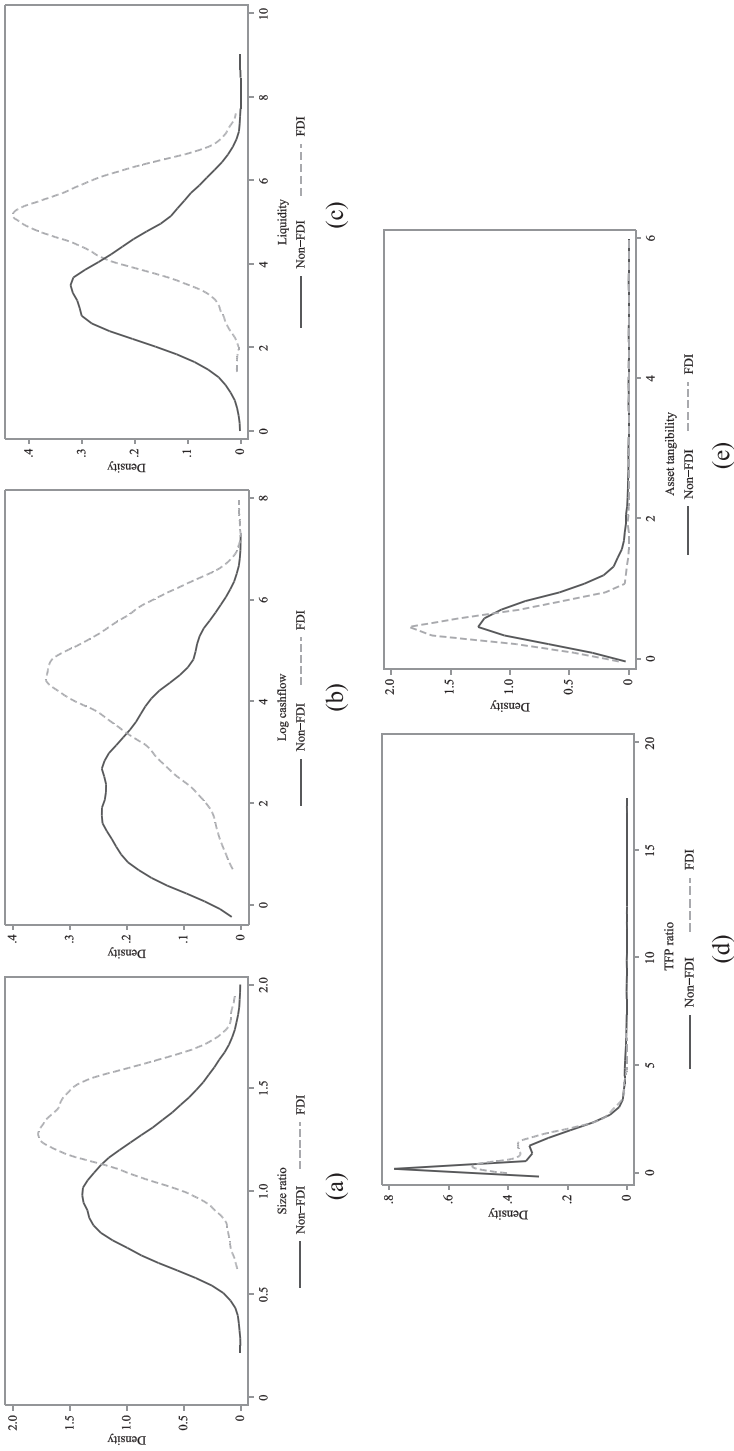 2.0
1.5
1.0
0.5
0
Density
0 0.5 1.0 1.5 2.0
Size ratio
Non−FDI FDI
(a)
.4
.3
.2
.1
0
Density
0 2 4 6 8
Log cashflow
Non−FDI FDI
(b)
.4
.3
.2
.1
0
Density
0 2 4 6 8 10
Liquidity
Non−FDI FDI
(c)
.8
.6
.4
.2
0
Density
0 5 10 15 20
TFP ratio
Non−FDI FDI
(d)
2.0
1.5
1.0
0.5
0
Density
0 2 4 6
Asset tangibility
Non−FDI FDI
(e)